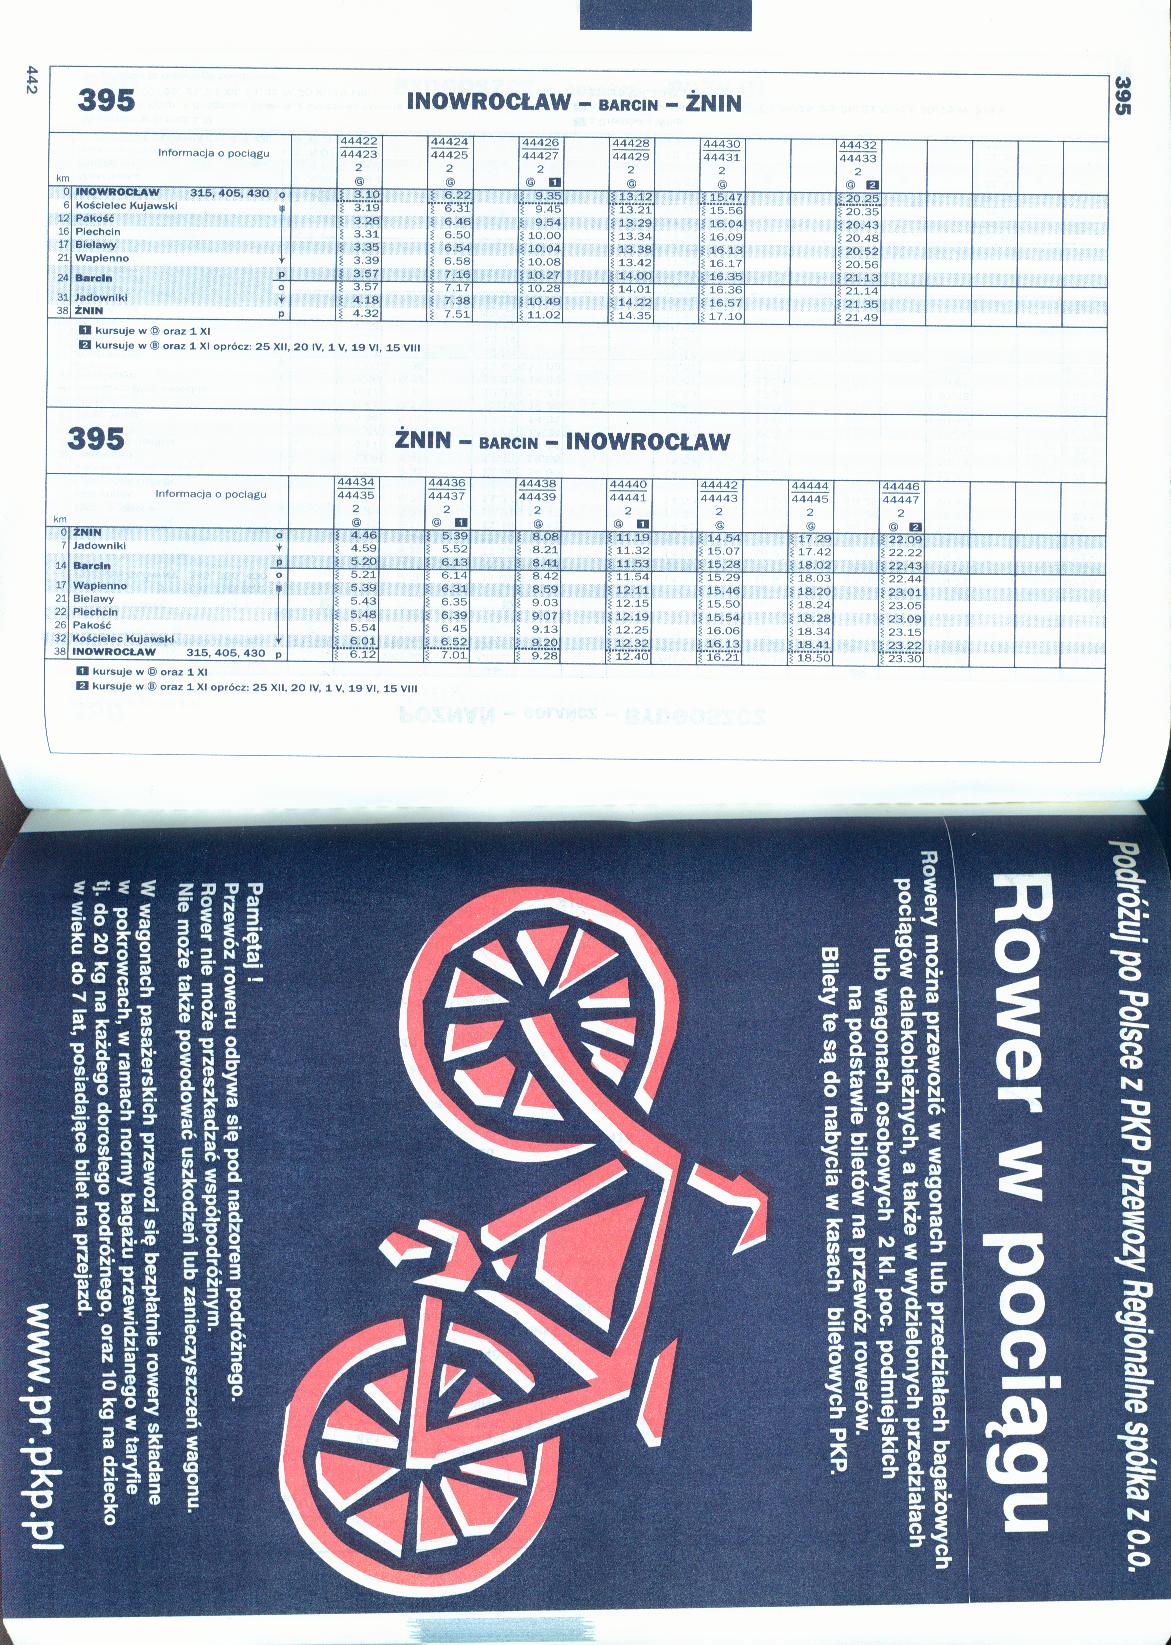 442
395
395 INOWROCŁAW – BARCIN – ŻNIN
Informacja o pociągu 44422 44424 44426 44428 44430 44432
44423 44425 44427 44429 44431 44433
2 2 2 2 2 2
km G G G 1 G G G 2
0 INOWROCŁAW 315, 405, 430 o 3.10 6.22 9.35 13.12 15.47 20.25
6 Kościelec Kujawski 3.19 6.31 9.45 13.21 15.56 20.35
12 Pakość 3.26 6.46 9.54 13.29 16.04 20.43
16 Piechcin 3.31 6.50 10.00 13.34 16.09 20.48
17 Bielawy 3.35 6.54 10.04 13.38 16.13 20.52
21 Wapienno 3.39 6.58 10.08 13.42 16.17 20.56
24 Barcin p 3.57 7.16 10.27 14.00 16.35 21.13
o 3.57 7.17 10.28 14.01 16.36 21.14
31 Jadowniki 4.18 7.38 10.49 14.22 16.57 21.35
38 ŻNIN p 4.32 7.51 11.02 14.35 17.10 21.49
1 kursuje w Ⓓ oraz 1 XI
2 kursuje w Ⓑ oraz 1 XI oprócz: 25 XII, 20 IV, 1 V, 19 VI, 15 VIII
395 ŻNIN – BARCIN – INOWROCŁAW
Informacja o pociągu 44434 44436 44438 44440 44442 44444 44446
44435 44437 44439 44441 44443 44445 44447
2 2 2 2 2 2 2
km G G 1 G G 1 G G G 2
0 ŻNIN o 4.46 5.39 8.08 11.19 14.54 17.29 22.09
7 Jadowniki 4.59 5.52 8.21 11.32 15.07 17.42 22.22
14 Barcin p 5.20 6.13 8.41 11.53 15.28 18.02 22.43
o 5.21 6.14 8.42 11.54 15.29 18.03 22.44
17 Wapienno 5.39 6.31 8.59 12.11 15.46 18.20 23.01
21 Bielawy 5.43 6.35 9.03 12.15 15.50 18.24 23.05
22 Piechcin 5.48 6.39 9.07 12.19 15.54 18.28 23.09
26 Pakość 5.54 6.45 9.13 12.25 16.06 18.34 23.15
32 Kościelec Kujawski 6.01 6.52 9.20 12.32 16.13 18.41 23.22
38 INOWROCŁAW 315, 405, 430 p 6.12 7.01 9.28 12.40 16.21 18.50 23.30
1 kursuje w Ⓓ oraz 1 XI
2 kursuje w Ⓑ oraz 1 XI oprócz: 25 XII, 20 IV, 1 V, 19 VI, 15 VIII
Podróżuj po Polsce z PKP Przewozy Regionalne spółka z o.o.
Rower w pociągu
Rowery można przewozić w wagonach lub przedziałach bagażowych
pociągów dalekobieżnych, a także w wydzielonych przedziałach
lub wagonach osobowych 2 kl. poc. podmiejskich
na podstawie biletów na przewóz rowerów.
Bilety te są do nabycia w kasach biletowych PKP.
Pamiętaj !
Przewóz roweru odbywa się pod nadzorem podróżnego.
Rower nie może przeszkadzać współpodróżnym.
Nie może także powodować uszkodzeń lub zanieczyszczeń wagonu.
W wagonach pasażerskich przewozi się bezpłatnie rowery składane
w pokrowcach, w ramach normy bagażu przewidzianego w taryfie
tj. do 20 kg na każdego dorosłego podróżnego, oraz 10 kg na dziecko
w wieku do 7 lat, posiadające bilet na przejazd.
www.pr.pkp.pl